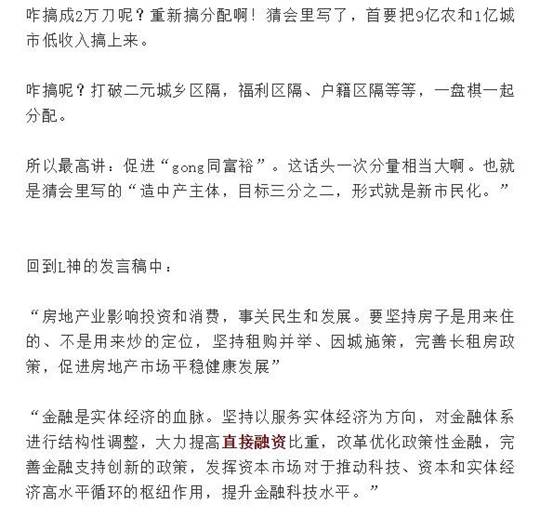 咋搞成2万刀呢？重新搞分配啊！猜会里写了，首要把9亿农和1亿城
市低收入搞上来。
咋搞呢？打破二元城乡区隔，福利区隔、户籍区隔等等，一盘棋一起
分配。
所以最高讲：促进“gong同富裕”。这话头一次分量相当大啊。也就
是猜会里写的“造中产主体，目标三分之二，形式就是新市民化。”
回到L神的发言稿中：
“房地产业影响投资和消费，事关民生和发展。要坚持房子是用来住
的、不是用来炒的定位，坚持租购并举、因城施策，完善长租房政
策，促进房地产市场平稳健康发展”
“金融是实体经济的血脉。坚持以服务实体经济为方向，对金融体系
进行结构性调整，大力提高直接融资比重，改革优化政策性金融，完
善金融支持创新的政策，发挥资本市场对于推动科技、资本和实体经
济高水平循环的枢纽作用，提升金融科技水平。”